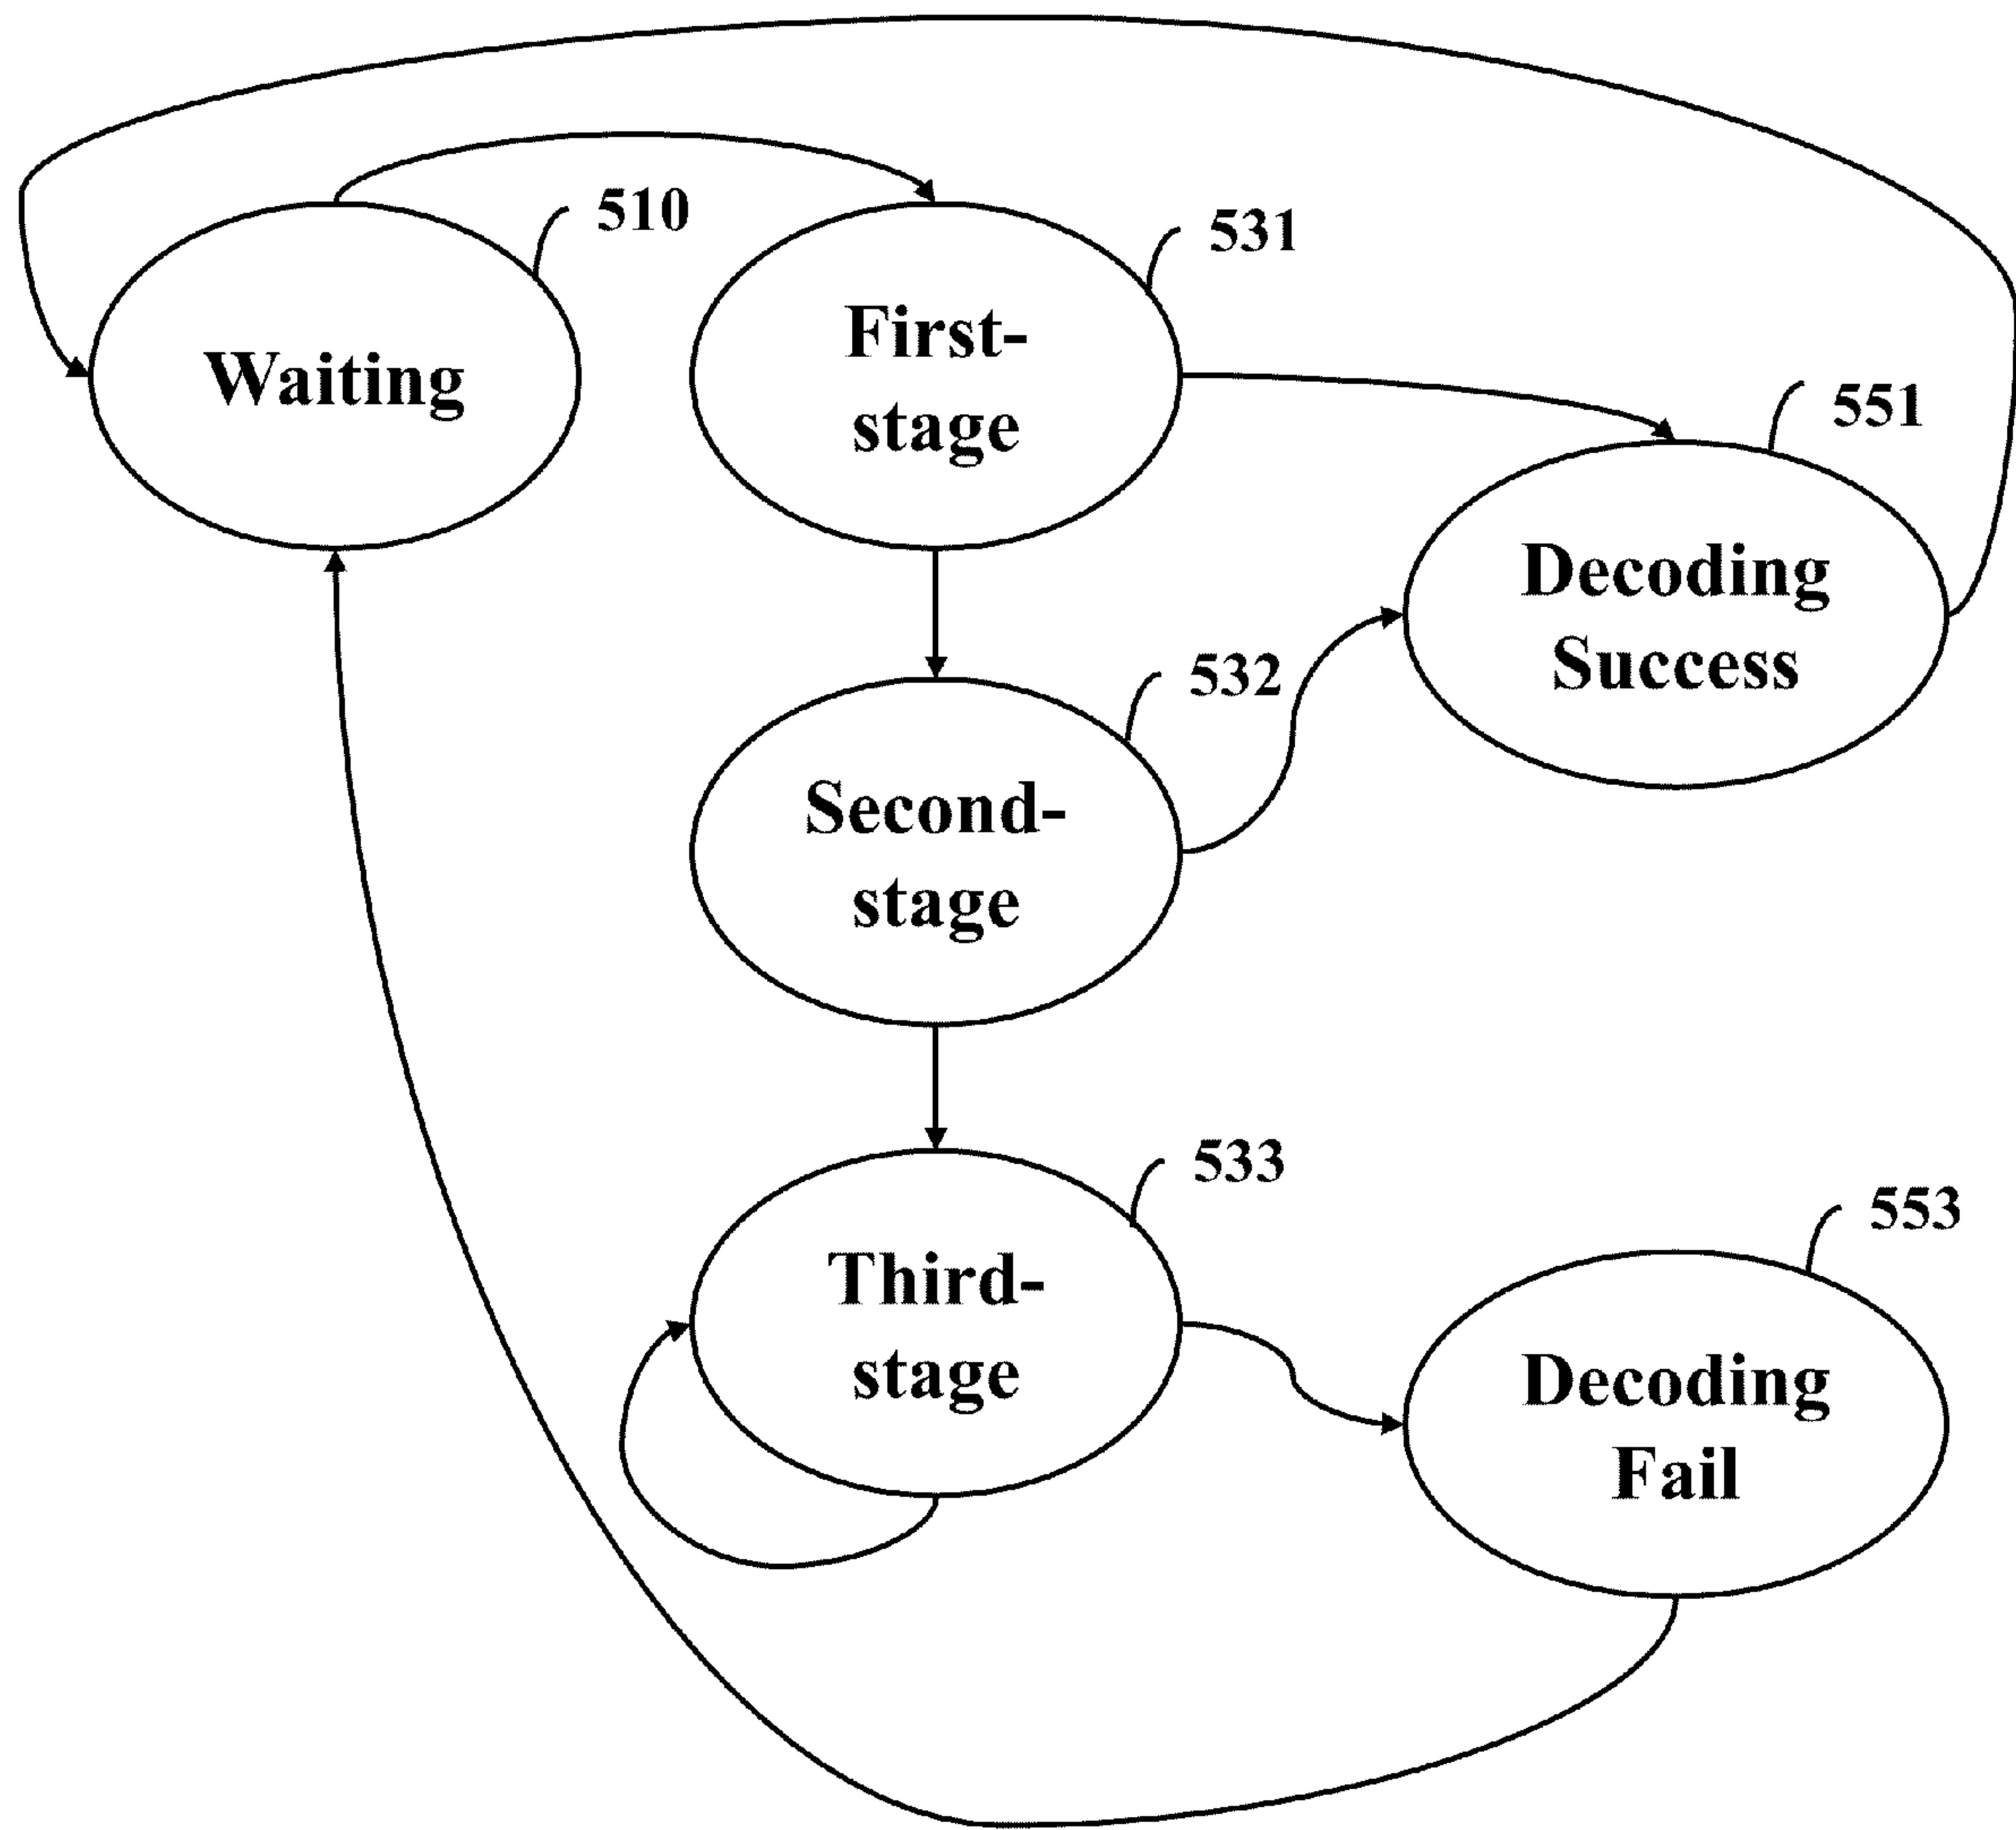 510
531
Waiting
First-
stage
551
Decoding
Success
532
Second-
stage
533
Third-
stage
553
Decoding
Fail